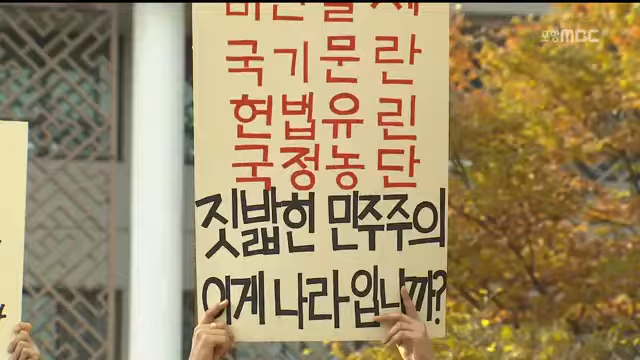 국기문란
헌법유린
국정농단
짓밟힌 민주주의
이게 나라입니까?
포항MBC